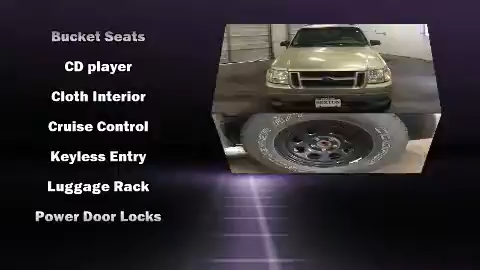 Bucket Seats
CD player
Cloth Interior
Cruise Control
Keyless Entry
Luggage Rack
Power Door Locks